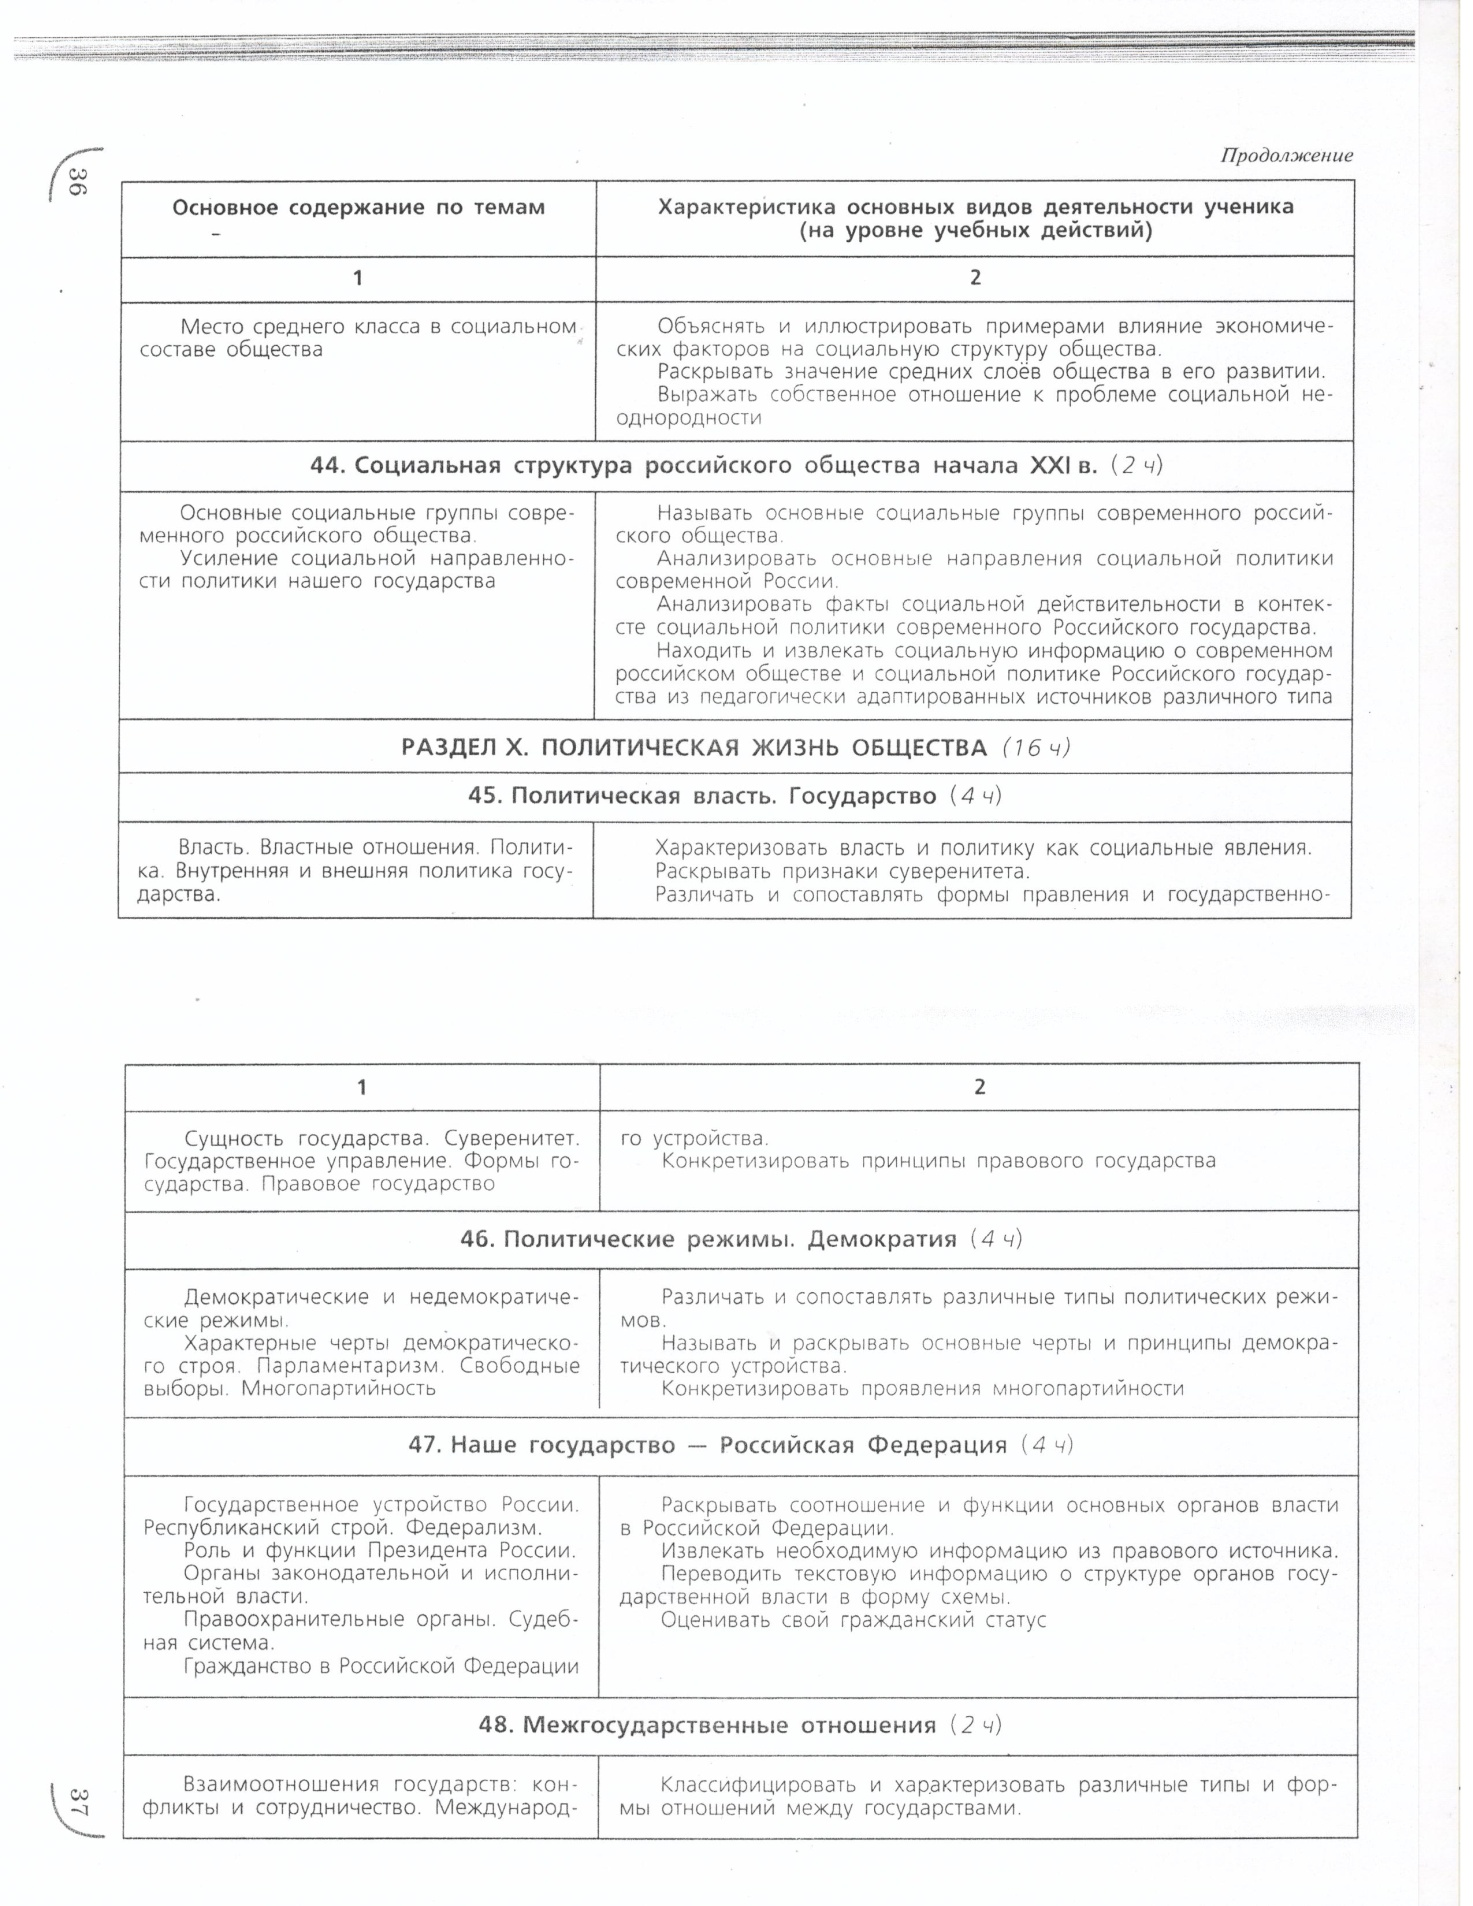 Продолжение
36
Основное содержание по темам
Характеристика основных видов деятельности ученика
(на уровне учебных действий)
1
2
Место среднего класса в социальном
составе общества
Объяснять и иллюстрировать примерами влияние экономиче-
ских факторов на социальную структуру общества.
Раскрывать значение средних слоёв общества в его развитии.
Выражать собственное отношение к проблеме социальной не-
однородности
44. Социальная структура российского общества начала XXI в. (2 ч)
Основные социальные группы совре-
менного российского общества.
Усиление социальной направленно-
сти политики нашего государства
Называть основные социальные группы современного россий-
ского общества.
Анализировать основные направления социальной политики
современной России.
Анализировать факты социальной действительности в контек-
сте социальной политики современного Российского государства.
Находить и извлекать социальную информацию о современном
российском обществе и социальной политике Российского государ-
ства из педагогически адаптированных источников различного типа
РАЗДЕЛ X. ПОЛИТИЧЕСКАЯ ЖИЗНЬ ОБЩЕСТВА (16 ч)
45. Политическая власть. Государство (4 ч)
Власть. Властные отношения. Полити-
ка. Внутренняя и внешняя политика госу-
дарства.
Характеризовать власть и политику как социальные явления.
Раскрывать признаки суверенитета.
Различать и сопоставлять формы правления и государственно-
1
2
Сущность государства. Суверенитет.
Государственное управление. Формы го-
сударства. Правовое государство
го устройства.
Конкретизировать принципы правового государства
46. Политические режимы. Демократия (4 ч)
Демократические и недемократиче-
ские режимы.
Характерные черты демократическо-
го строя. Парламентаризм. Свободные
выборы. Многопартийность
Различать и сопоставлять различные типы политических режи-
мов.
Называть и раскрывать основные черты и принципы демокра-
тического устройства.
Конкретизировать проявления многопартийности
47. Наше государство — Российская Федерация (4 ч)
Государственное устройство России.
Республиканский строй. Федерализм.
Роль и функции Президента России.
Органы законодательной и исполни-
тельной власти.
Правоохранительные органы. Судеб-
ная система.
Гражданство в Российской Федерации
Раскрывать соотношение и функции основных органов власти
в Российской Федерации.
Извлекать необходимую информацию из правового источника.
Переводить текстовую информацию о структуре органов госу-
дарственной власти в форму схемы.
Оценивать свой гражданский статус
48. Межгосударственные отношения (2 ч)
Взаимоотношения государств: кон-
фликты и сотрудничество. Международ-
Классифицировать и характеризовать различные типы и фор-
мы отношений между государствами.
37